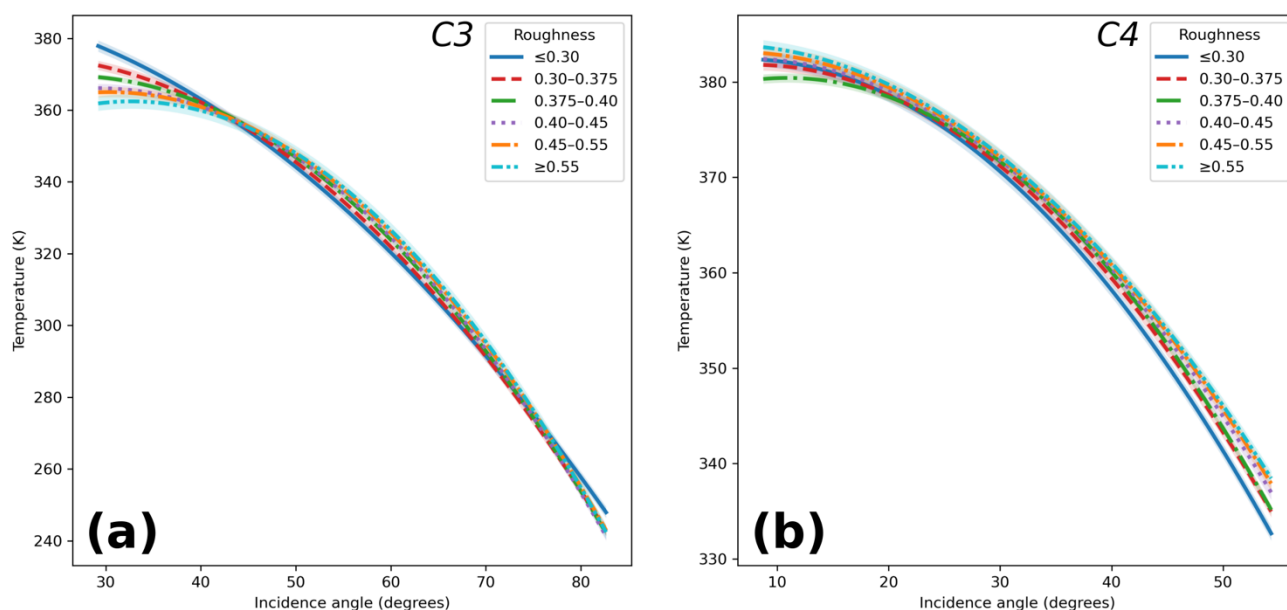 C3
Roughness
≤0.30
0.30–0.375
0.375–0.40
0.40–0.45
0.45–0.55
≥0.55
Temperature (K)
380
360
340
320
300
280
260
240
(a)
30 40 50 60 70 80
Incidence angle (degrees)
C4
Roughness
≤0.30
0.30–0.375
0.375–0.40
0.40–0.45
0.45–0.55
≥0.55
Temperature (K)
380
370
360
350
340
330
(b)
10 20 30 40 50
Incidence angle (degrees)